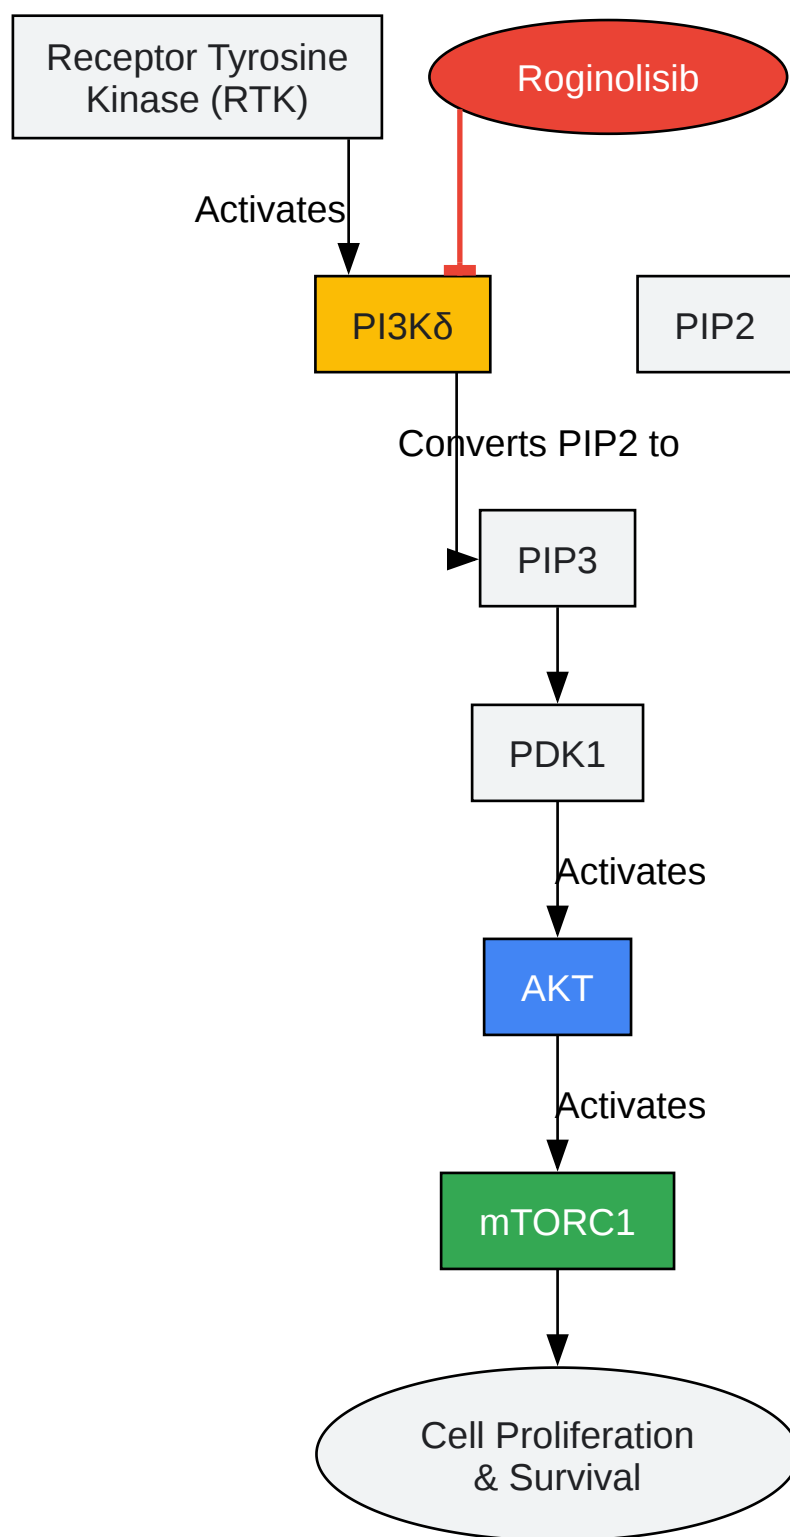 Receptor Tyrosine
Kinase (RTK)
Roginolisib
Activates
PI3Kδ
PIP2
Converts PIP2 to
PIP3
PDK1
Activates
AKT
Activates
mTORC1
Cell Proliferation
& Survival